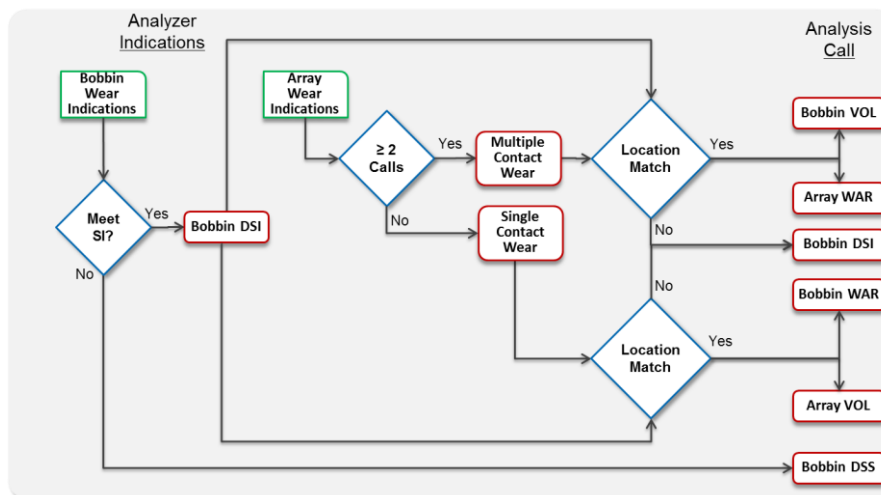 Analyzer
Indications
Analysis
Call
Bobbin
Wear
Indications
Array
Wear
Indications
≥ 2
Calls
Yes
No
Multiple
Contact
Wear
Single
Contact
Wear
Location
Match
Yes
No
Bobbin VOL
Array WAR
Meet
SI?
Yes
No
Bobbin DSI
Bobbin DSI
Bobbin WAR
No
Location
Match
Yes
Array VOL
Bobbin DSS